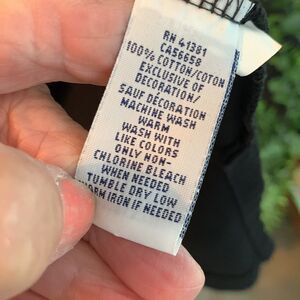 RN 41381
CA56658
100% COTTON/COTON
EXCLUSIVE OF
DECORATION/
SAUF DECORATION
MACHINE WASH
WARM
WASH WITH
LIKE COLORS
ONLY NON-
CHLORINE BLEACH
WHEN NEEDED
TUMBLE DRY LOW
WARM IRON IF NEEDED